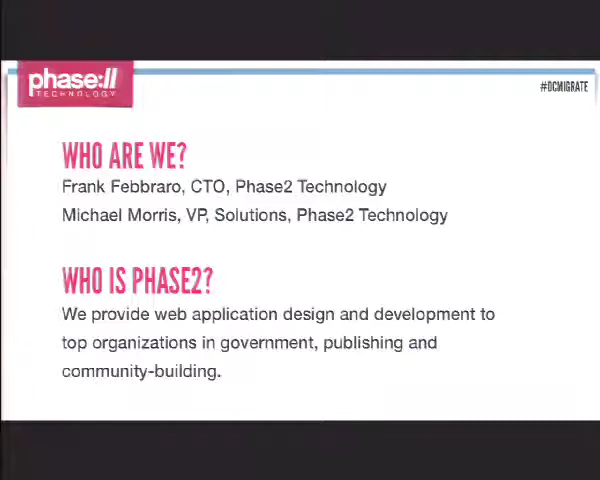 phase://
TECHNOLOGY
#DCMIGRATE
WHO ARE WE?
Frank Febbraro, CTO, Phase2 Technology
Michael Morris, VP, Solutions, Phase2 Technology
WHO IS PHASE2?
We provide web application design and development to
top organizations in government, publishing and
community-building.